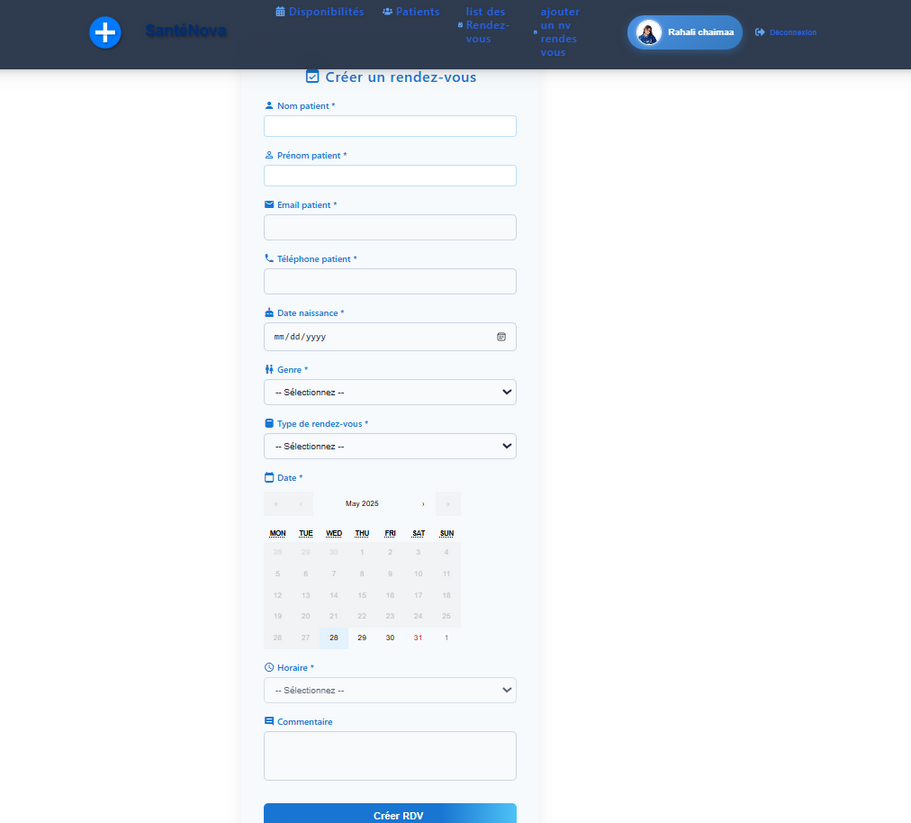 SantéNova
Disponibilités
Patients
list des
Rendez-
vous
ajouter
un nv
rendes
vous
Rahali chaimaa
Déconnexion
Créer un rendez-vous
Nom patient *
Prénom patient *
Email patient *
Téléphone patient *
Date naissance *
mm/dd/yyyy
Genre *
-- Sélectionnez --
Type de rendez-vous *
-- Sélectionnez --
Date *
« ‹ May 2025 › »
MON TUE WED THU FRI SAT SUN
28 29 30 1 2 3 4
5 6 7 8 9 10 11
12 13 14 15 16 17 18
19 20 21 22 23 24 25
26 27 28 29 30 31 1
Horaire *
-- Sélectionnez --
Commentaire
Créer RDV